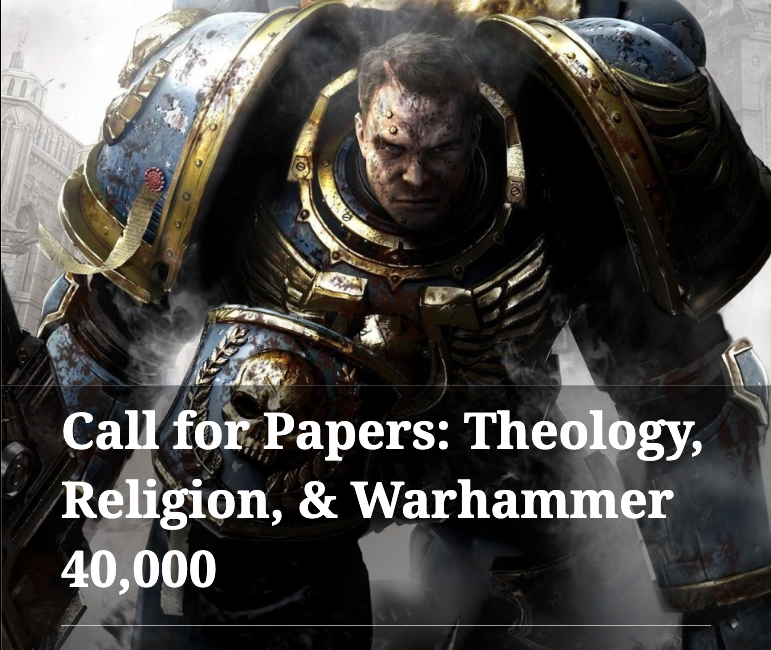 Call for Papers: Theology,
Religion, & Warhammer
40,000